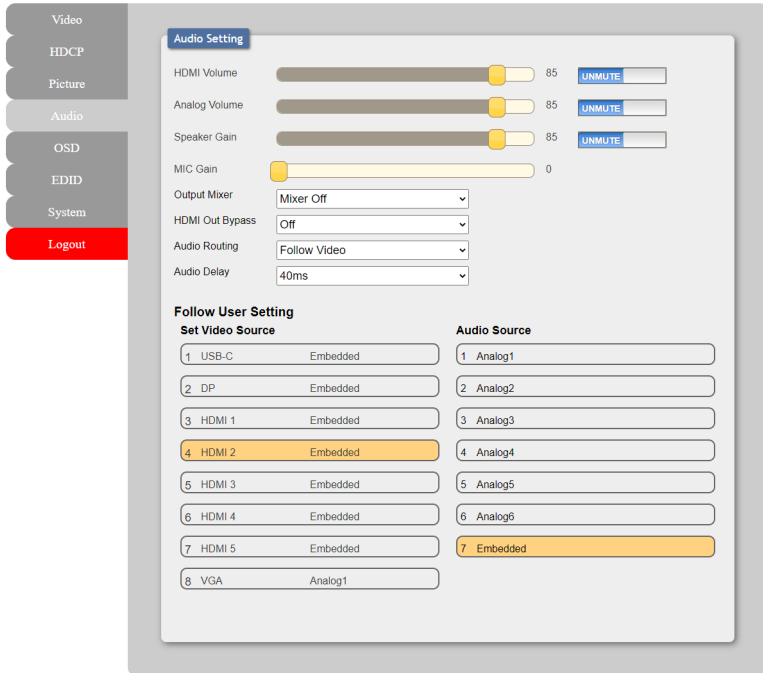 Video
HDCP
Picture
Audio
OSD
EDID
System
Logout
Audio Setting
HDMI Volume 85 UNMUTE
Analog Volume 85 UNMUTE
Speaker Gain 85 UNMUTE
MIC Gain 0
Output Mixer Mixer Off
HDMI Out Bypass Off
Audio Routing Follow Video
Audio Delay 40ms
Follow User Setting
Set Video Source Audio Source
1 USB-C Embedded 1 Analog1
2 DP Embedded 2 Analog2
3 HDMI 1 Embedded 3 Analog3
4 HDMI 2 Embedded 4 Analog4
5 HDMI 3 Embedded 5 Analog5
6 HDMI 4 Embedded 6 Analog6
7 HDMI 5 Embedded 7 Embedded
8 VGA Analog1